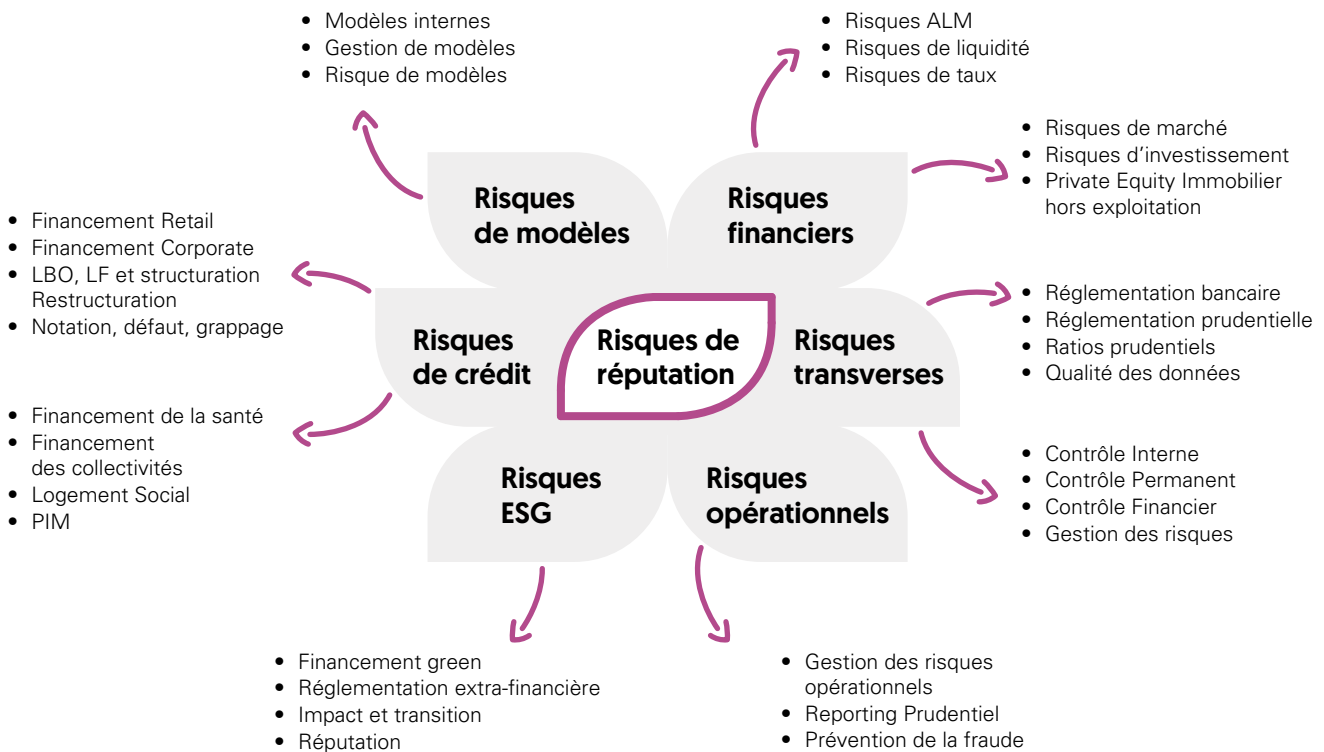 • Modèles internes
• Gestion de modèles
• Risque de modèles
• Risques ALM
• Risques de liquidité
• Risques de taux
• Risques de marché
• Risques d’investissement
• Private Equity Immobilier
hors exploitation
Risques
de modèles
Risques
financiers
• Financement Retail
• Financement Corporate
• LBO, LF et structuration
Restructuration
• Notation, défaut, grappage
Risques
de crédit
Risques de
réputation
Risques
transverses
• Réglementation bancaire
• Réglementation prudentielle
• Ratios prudentiels
• Qualité des données
• Financement de la santé
• Financement
des collectivités
• Logement Social
• PIM
Risques
ESG
Risques
opérationnels
• Contrôle Interne
• Contrôle Permanent
• Contrôle Financier
• Gestion des risques
• Financement green
• Réglementation extra-financière
• Impact et transition
• Réputation
• Gestion des risques
opérationnels
• Reporting Prudentiel
• Prévention de la fraude